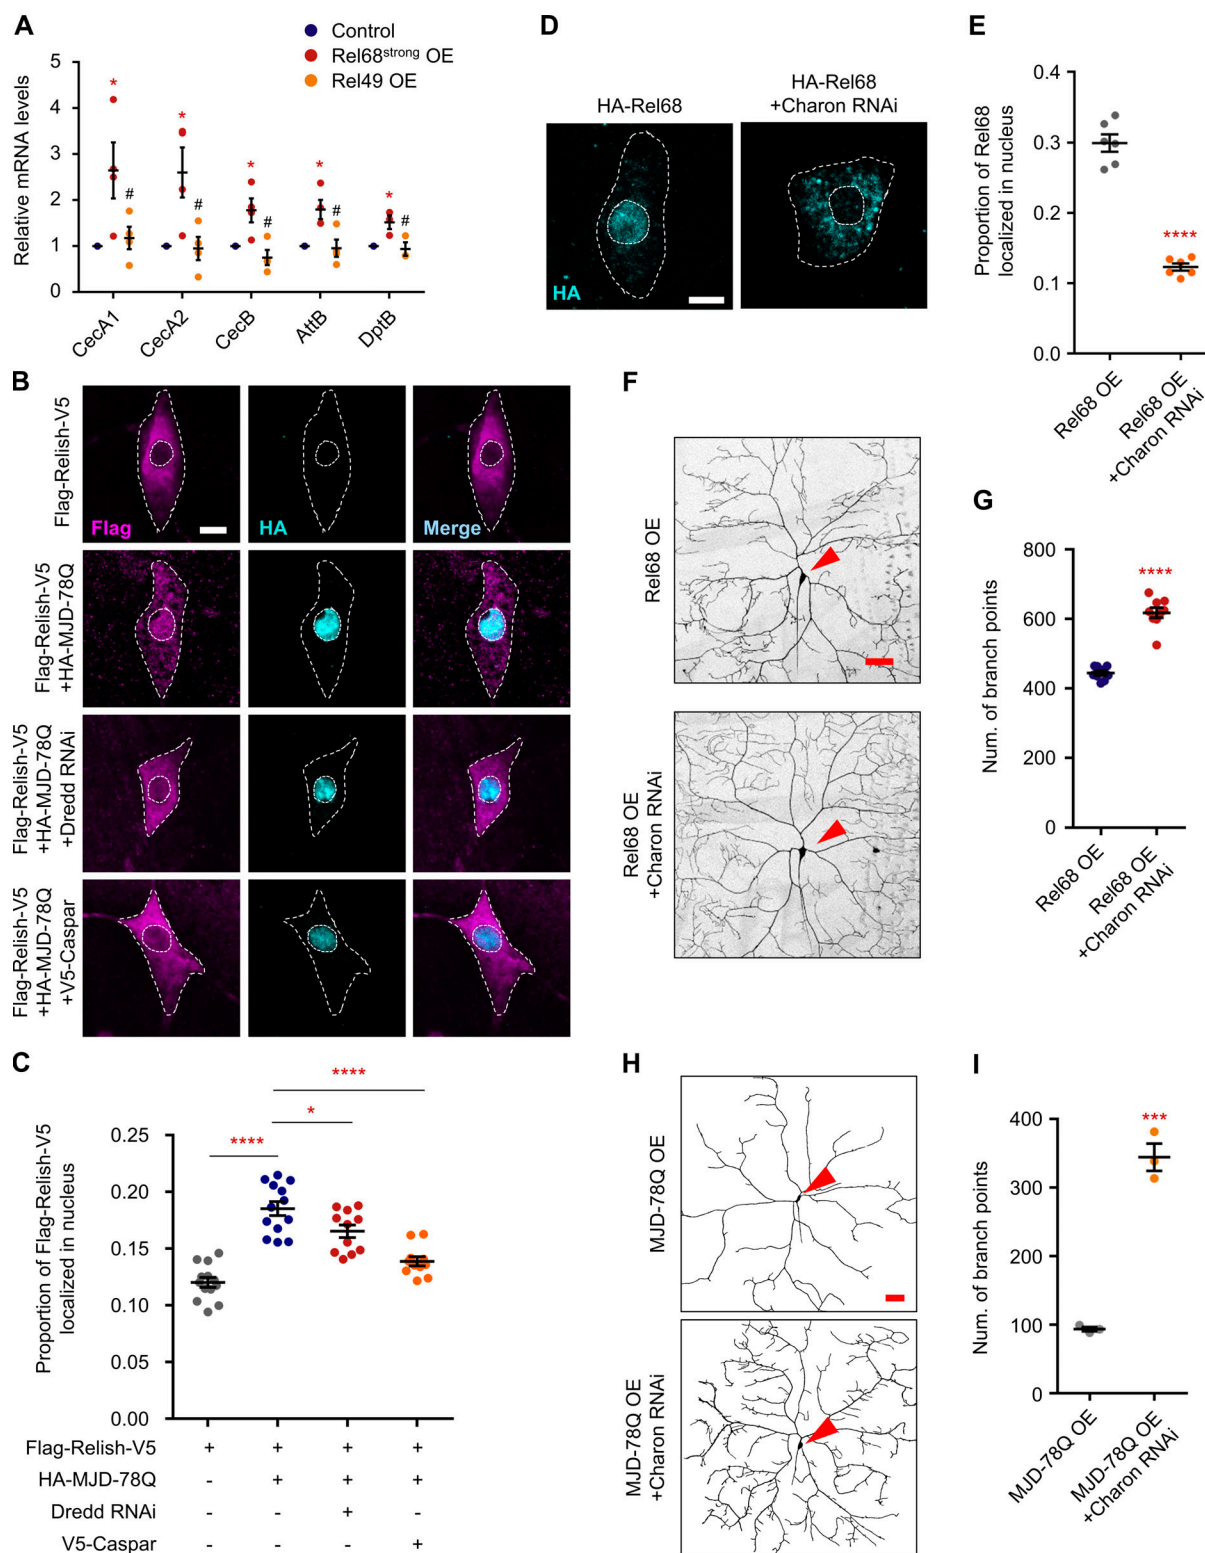 A
Control
Rel68strong OE
Rel49 OE
Relative mRNA levels
5
4
3
2
1
0
*
*
*
*
*
#
#
#
#
#
CecA1
CecA2
CecB
AttB
DptB
B
Flag-Relish-V5
Flag
HA
Merge
Flag-Relish-V5
+HA-MJD-78Q
Flag-Relish-V5
+HA-MJD-78Q
+Dredd RNAi
Flag-Relish-V5
+HA-MJD-78Q
+V5-Caspar
C
Proportion of Flag-Relish-V5
localized in nucleus
0.25
0.20
0.15
0.10
0.05
0.00
****
*
****
Flag-Relish-V5 + + + +
HA-MJD-78Q - + + +
Dredd RNAi - - + -
V5-Caspar - - - +
D
HA-Rel68
HA-Rel68
+Charon RNAi
HA
E
Proportion of Rel68
localized in nucleus
0.4
0.3
0.2
0.1
0.0
****
Rel68 OE
Rel68 OE
+Charon RNAi
F
Rel68 OE
Rel68 OE
+Charon RNAi
G
Num. of branch points
800
600
400
200
0
****
Rel68 OE
Rel68 OE
+Charon RNAi
H
MJD-78Q OE
MJD-78Q OE
+Charon RNAi
I
Num. of branch points
400
300
200
100
0
***
MJD-78Q OE
MJD-78Q OE
+Charon RNAi